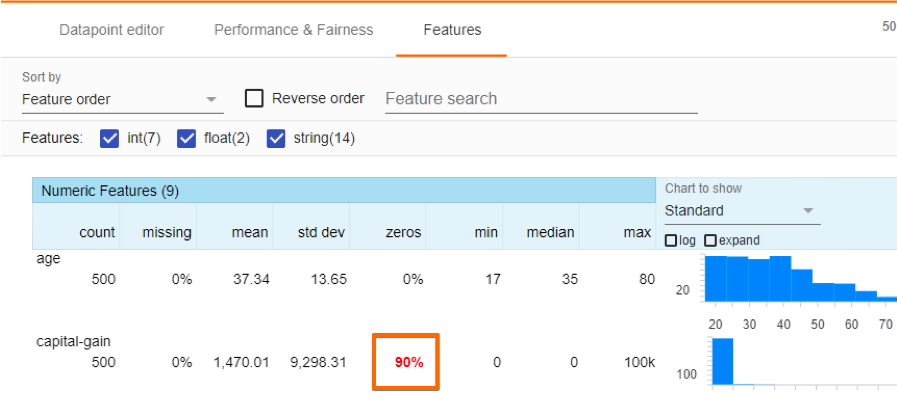 Datapoint editor Performance & Fairness Features 50
Sort by
Feature order Reverse order Feature search
Features: int(7) float(2) string(14)
Numeric Features (9) Chart to show
Standard
count missing mean std dev zeros min median max
log expand
age
500 0% 37.34 13.65 0% 17 35 80
20
20 30 40 50 60 70
capital-gain
500 0% 1,470.01 9,298.31 90% 0 0 100k
100